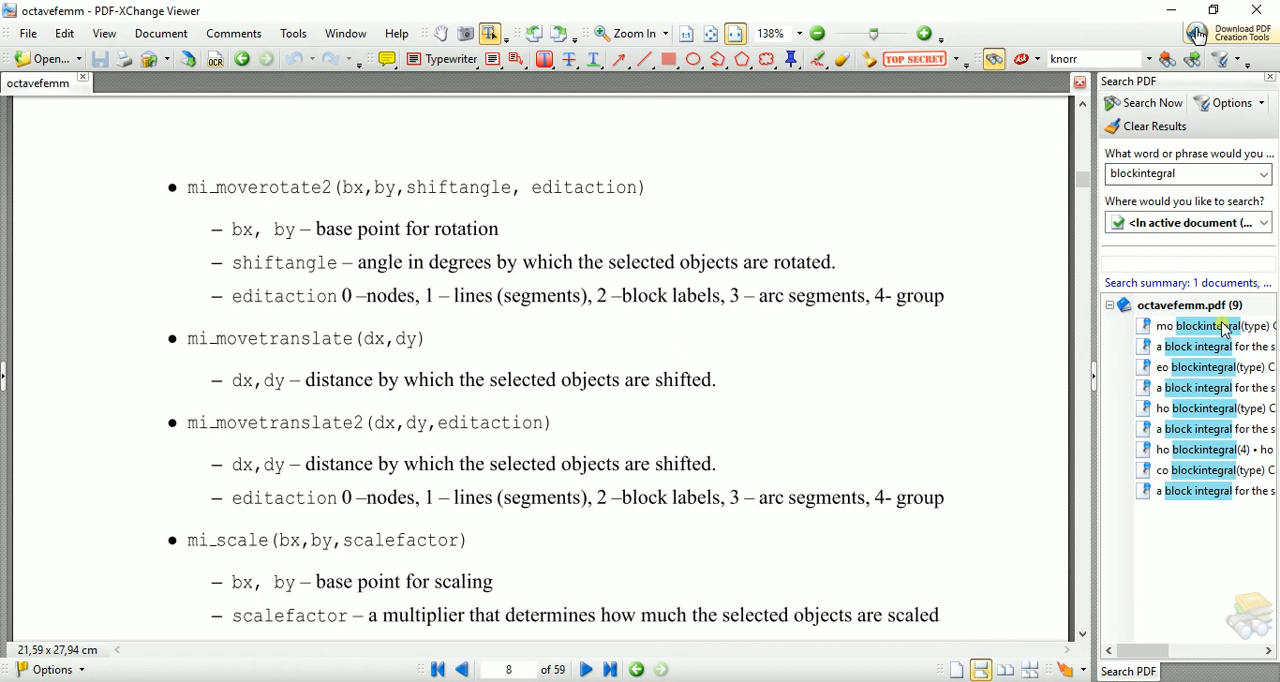 octavefemm - PDF-XChange Viewer
File Edit View Document Comments Tools Window Help Zoom In 138% Download PDF Creation Tools
Open... OCR Typewriter TOP SECRET knorr
octavefemm
• mi_moverotate2(bx,by,shiftangle, editaction)
– bx, by – base point for rotation
– shiftangle – angle in degrees by which the selected objects are rotated.
– editaction 0 –nodes, 1 – lines (segments), 2 –block labels, 3 – arc segments, 4- group
• mi_movetranslate(dx,dy)
– dx,dy – distance by which the selected objects are shifted.
• mi_movetranslate2(dx,dy,editaction)
– dx,dy – distance by which the selected objects are shifted.
– editaction 0 –nodes, 1 – lines (segments), 2 –block labels, 3 – arc segments, 4- group
• mi_scale(bx,by,scalefactor)
– bx, by – base point for scaling
– scalefactor – a multiplier that determines how much the selected objects are scaled
Search PDF
Search Now Options
Clear Results
What word or phrase would you ...
blockintegral
Where would you like to search?
<In active document (...
Search summary: 1 documents, ...
octavefemm.pdf (9)
mo blockintegral(type) C
a block integral for the s
eo blockintegral(type) C
a block integral for the s
ho blockintegral(type) C
a block integral for the s
ho blockintegral(4) • ho
co blockintegral(type) C
a block integral for the s
21,59 x 27,94 cm
Options 8 of 59 Search PDF